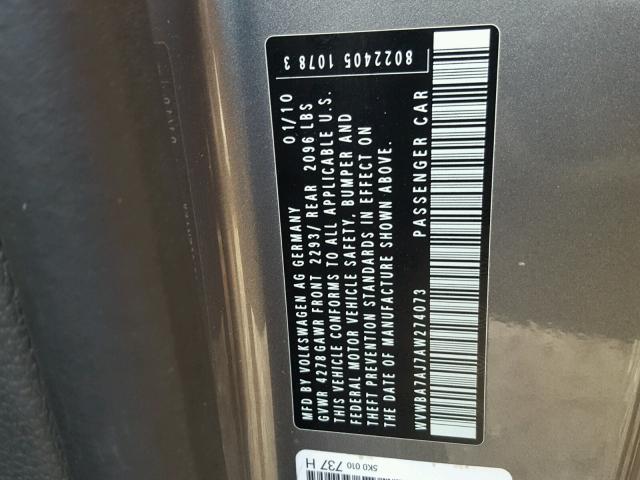 MFD BY VOLKSWAGEN AG GERMANY 01/10
GVWR 4278 GAWR FRONT 2293/ REAR 2096 LBS
THIS VEHICLE CONFORMS TO ALL APPLICABLE U.S.
FEDERAL MOTOR VEHICLE SAFETY, BUMPER AND
THEFT PREVENTION STANDARDS IN EFFECT ON
THE DATE OF MANUFACTURE SHOWN ABOVE.
8022405 1078 3
WVWBA7AJ7AW274073 PASSENGER CAR
5K0 010 737 H